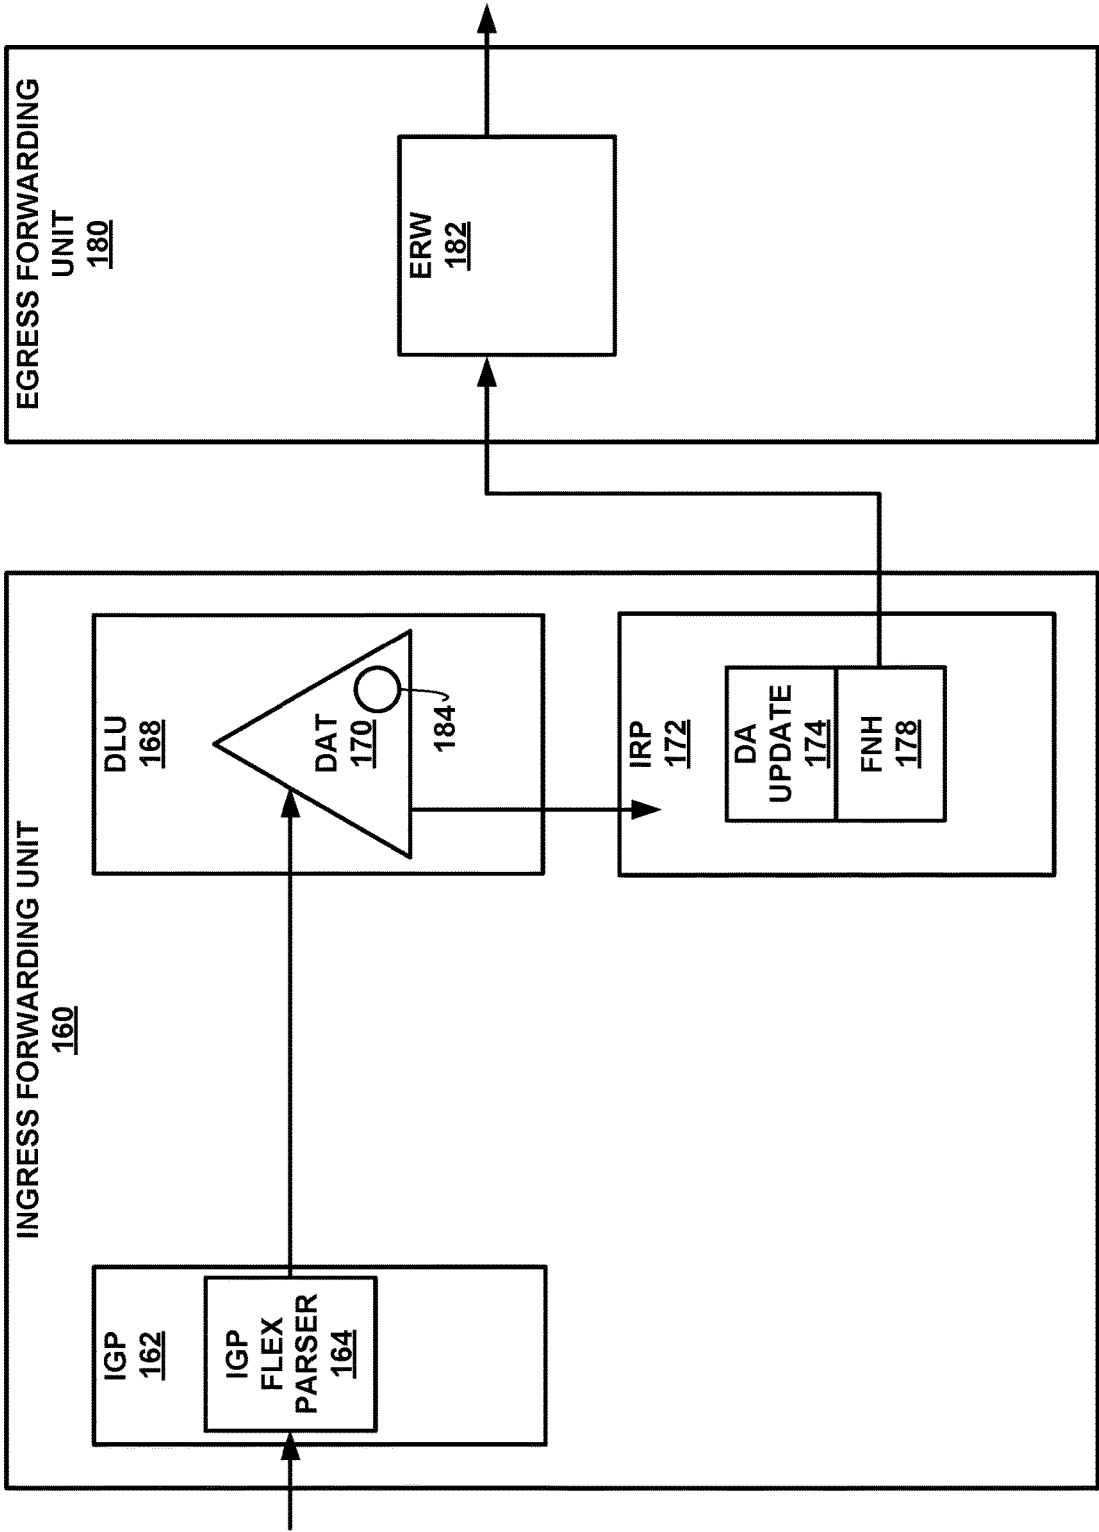 INGRESS FORWARDING UNIT
160
IGP
162
IGP
FLEX
PARSER
164
DLU
168
DAT
170
184
IRP
172
DA
UPDATE
174
FNH
178
EGRESS FORWARDING
UNIT
180
ERW
182